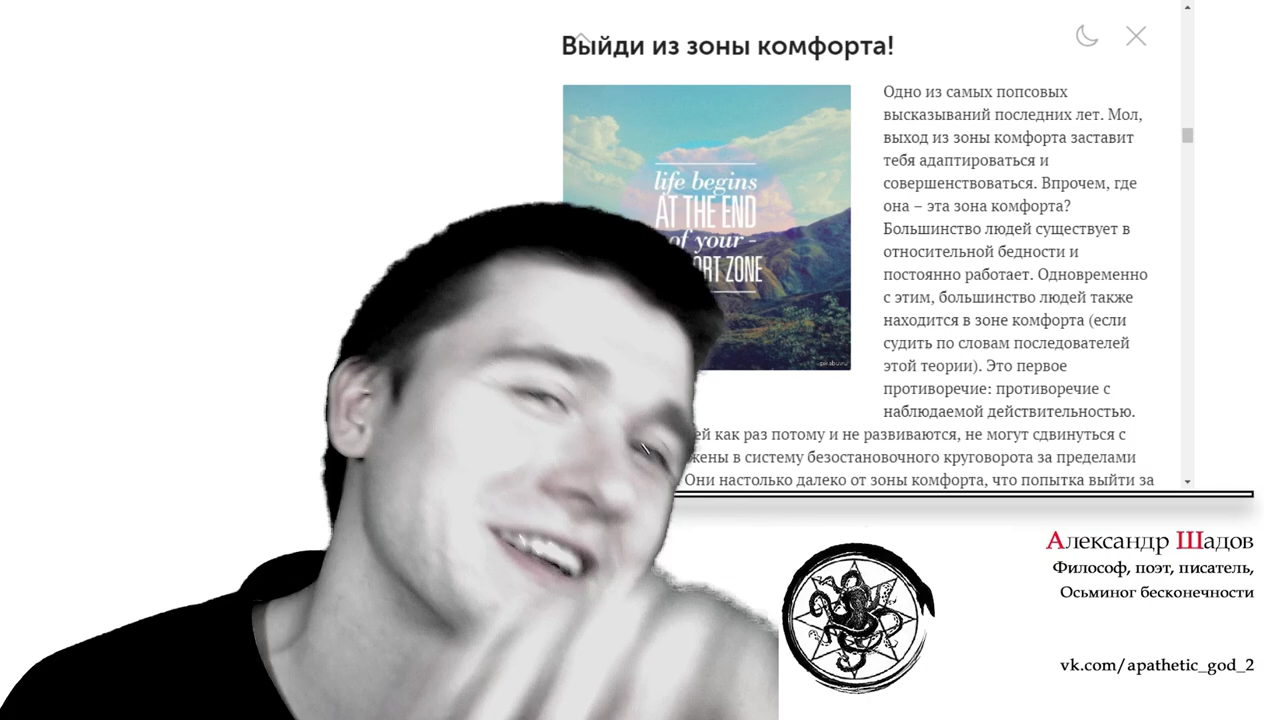 Выйди из зоны комфорта!
life begins
AT THE END
of your -
ORT ZONE
Одно из самых попсовых
высказываний последних лет. Мол,
выход из зоны комфорта заставит
тебя адаптироваться и
совершенствоваться. Впрочем, где
она – эта зона комфорта?
Большинство людей существует в
относительной бедности и
постоянно работает. Одновременно
с этим, большинство людей также
находится в зоне комфорта (если
судить по словам последователей
этой теории). Это первое
противоречие: противоречие с
наблюдаемой действительностью.
ей как раз потому и не развиваются, не могут сдвинуться с
жены в систему безостановочного круговорота за пределами
Они настолько далеко от зоны комфорта, что попытка выйти за
Александр Шадов
Философ, поэт, писатель,
Осьминог бесконечности
vk.com/apathetic_god_2